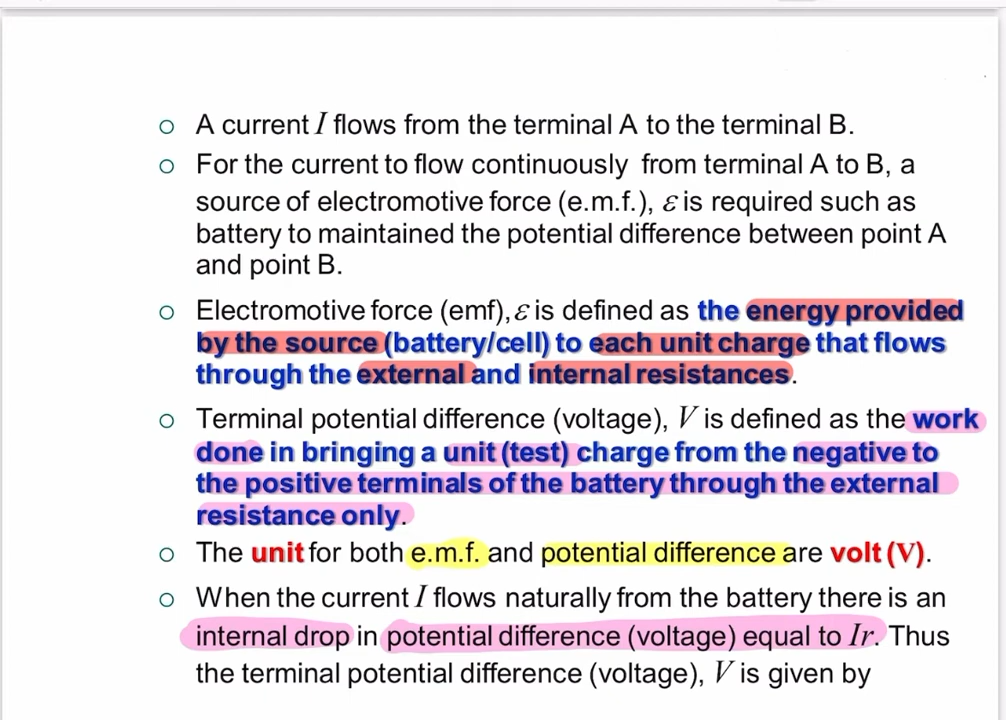 ○ A current I flows from the terminal A to the terminal B.
○ For the current to flow continuously from terminal A to B, a
source of electromotive force (e.m.f.), ε is required such as
battery to maintained the potential difference between point A
and point B.
○ Electromotive force (emf), ε is defined as the energy provided
by the source (battery/cell) to each unit charge that flows
through the external and internal resistances.
○ Terminal potential difference (voltage), V is defined as the work
done in bringing a unit (test) charge from the negative to
the positive terminals of the battery through the external
resistance only.
○ The unit for both e.m.f. and potential difference are volt (V).
○ When the current I flows naturally from the battery there is an
internal drop in potential difference (voltage) equal to Ir. Thus
the terminal potential difference (voltage), V is given by